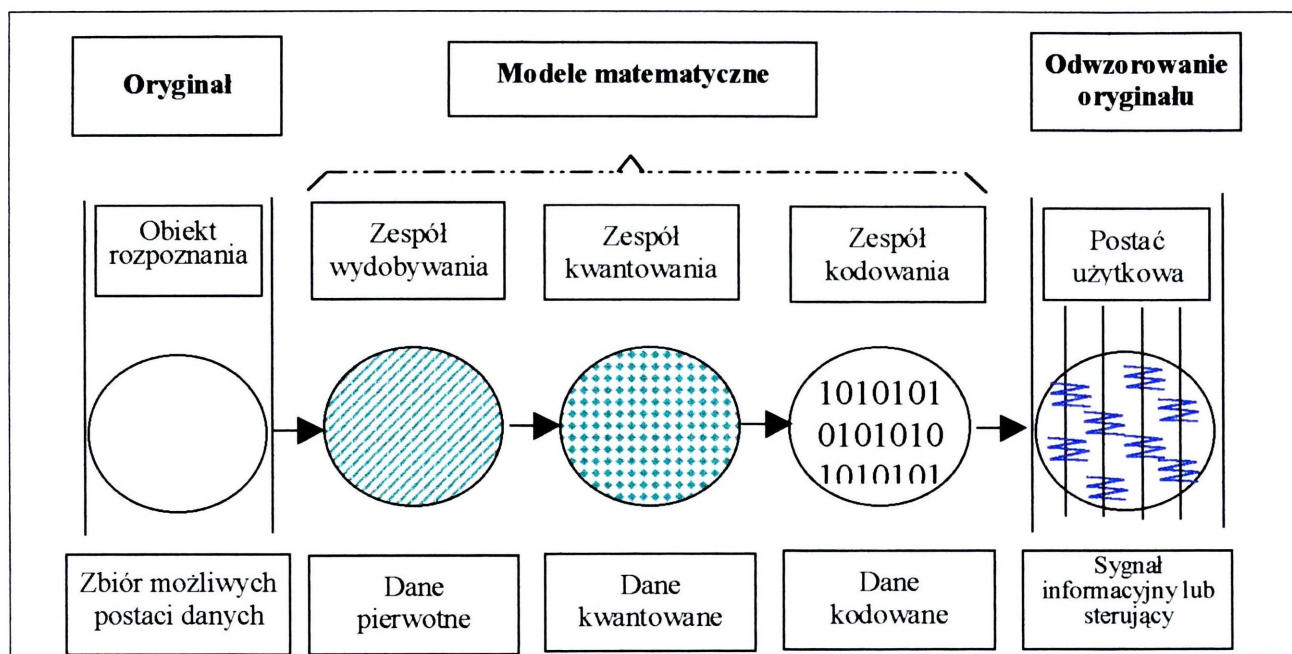 Oryginał
Modele matematyczne
Odwzorowanie
oryginału
Obiekt
rozpoznania
Zespół
wydobywania
Zespół
kwantowania
Zespół
kodowania
Postać
użytkowa
1010101
0101010
1010101
Zbiór możliwych
postaci danych
Dane
pierwotne
Dane
kwantowane
Dane
kodowane
Sygnał
informacyjny lub
sterujący